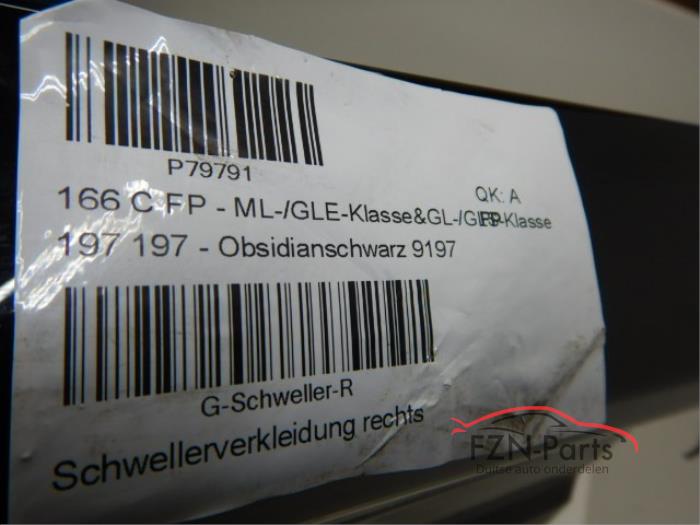 P79791
166 C FP - ML-/GLE-Klasse&GL-/GLS-Klasse
QK: A
FP
197 197 - Obsidianschwarz 9197
G-Schweller-R
Schwellerverkleidung rechts
FZN-Parts
Duitse auto onderdelen